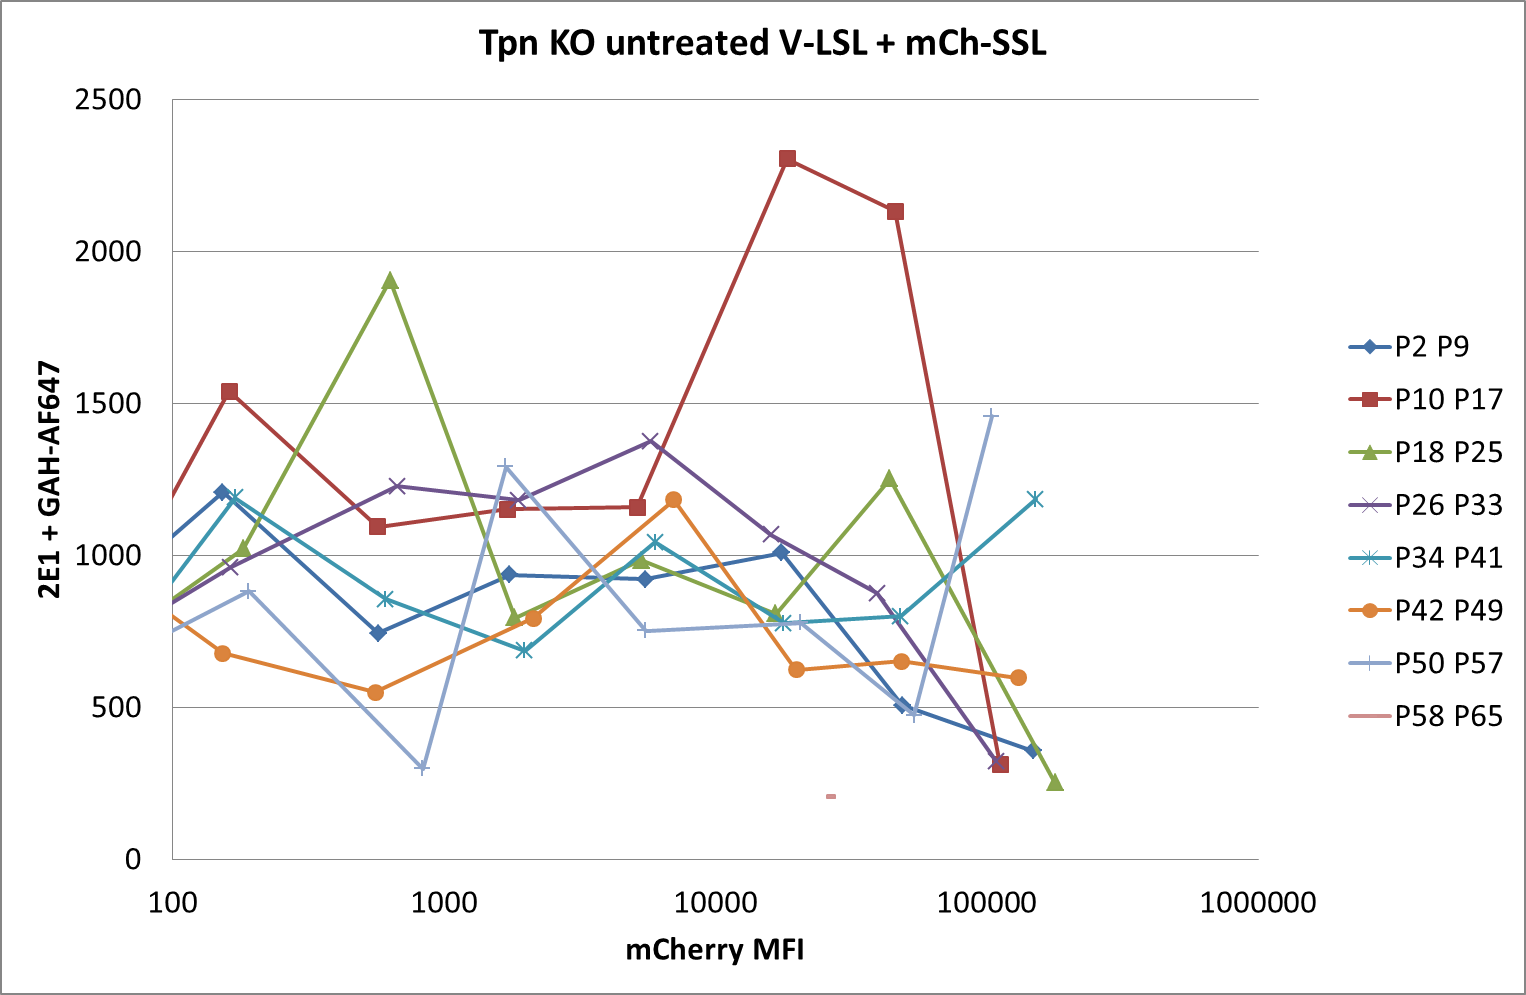 Tpn KO untreated V-LSL + mCh-SSL
2500
2000
1500
1000
500
0
2E1 + GAH-AF647
100
1000
10000
100000
1000000
mCherry MFI
P2 P9
P10 P17
P18 P25
P26 P33
P34 P41
P42 P49
P50 P57
P58 P65